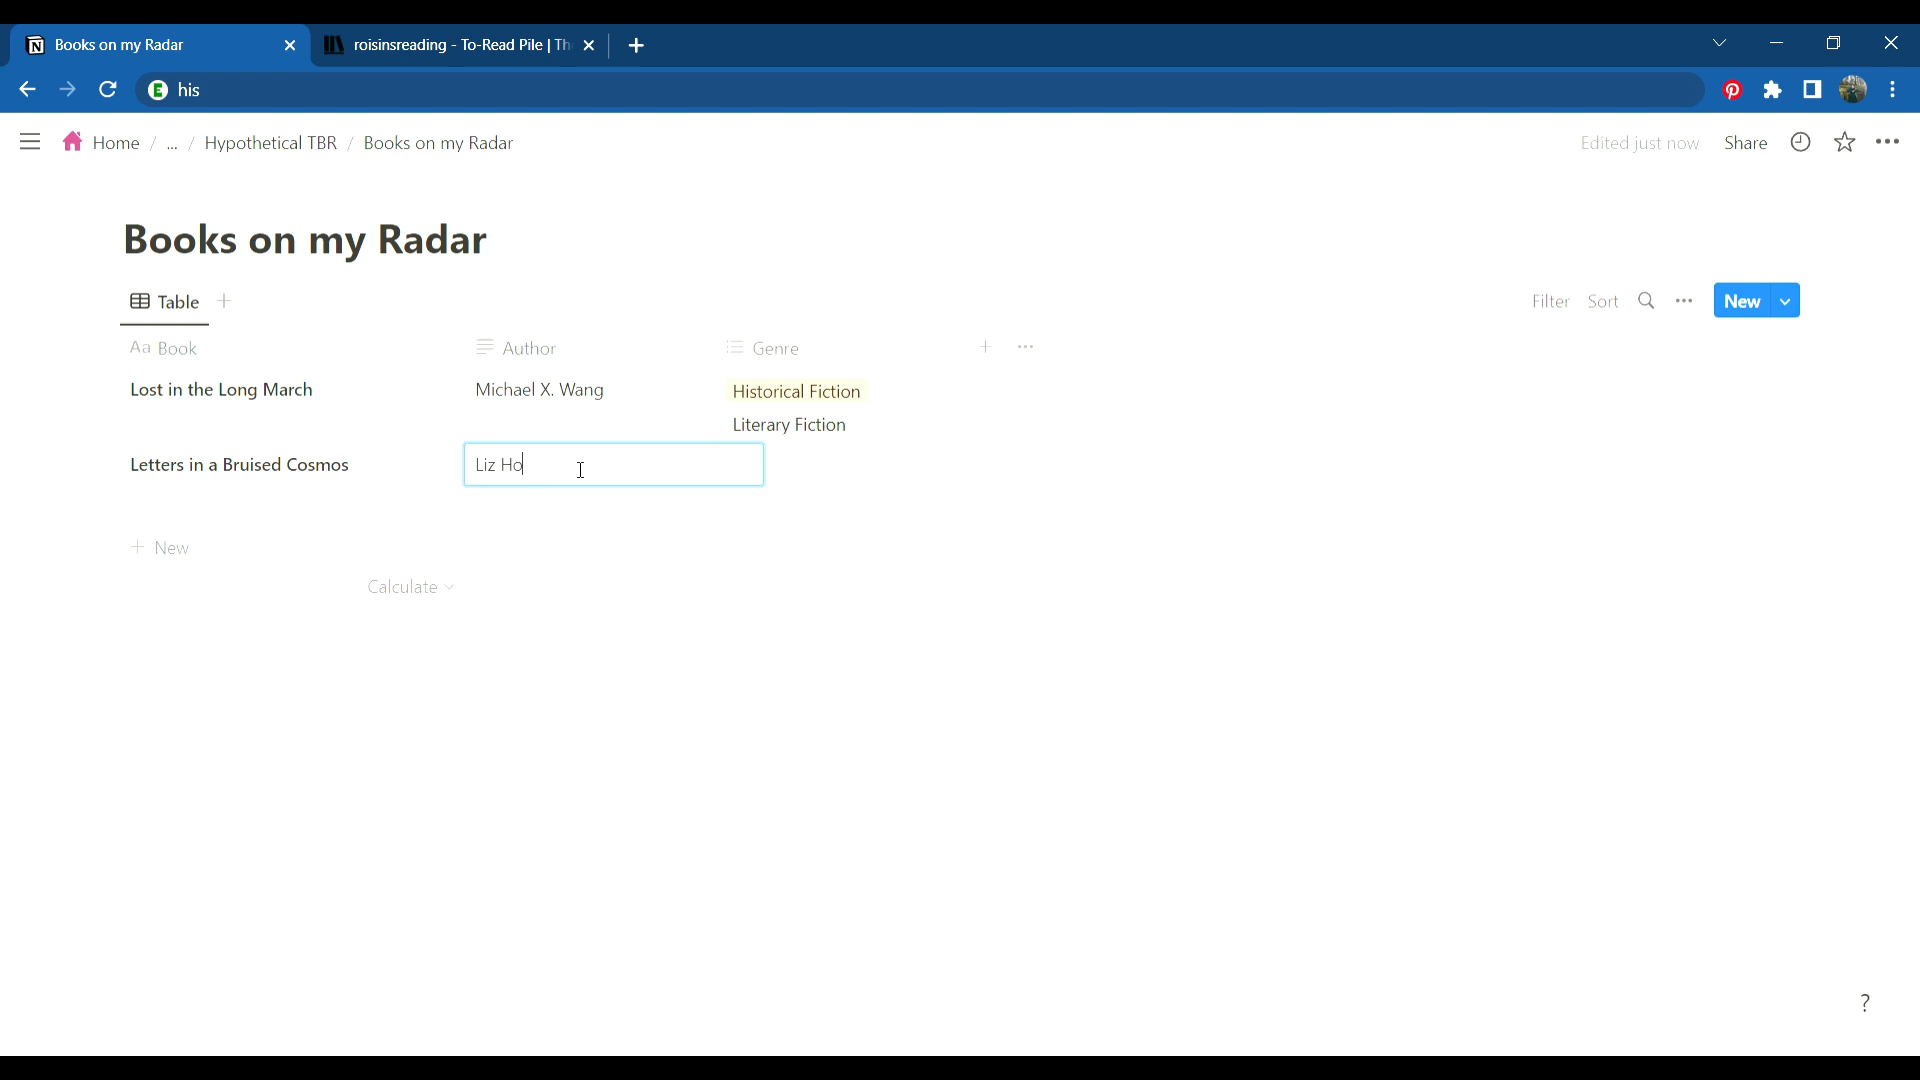 Books on my Radar
roisinsreading - To-Read Pile | Th
his
Home / ... / Hypothetical TBR / Books on my Radar
Edited just now Share
Books on my Radar
Table
Filter Sort New
Aa Book Author Genre
Lost in the Long March Michael X. Wang Historical Fiction
Literary Fiction
Letters in a Bruised Cosmos Liz Ho
+ New
Calculate
?